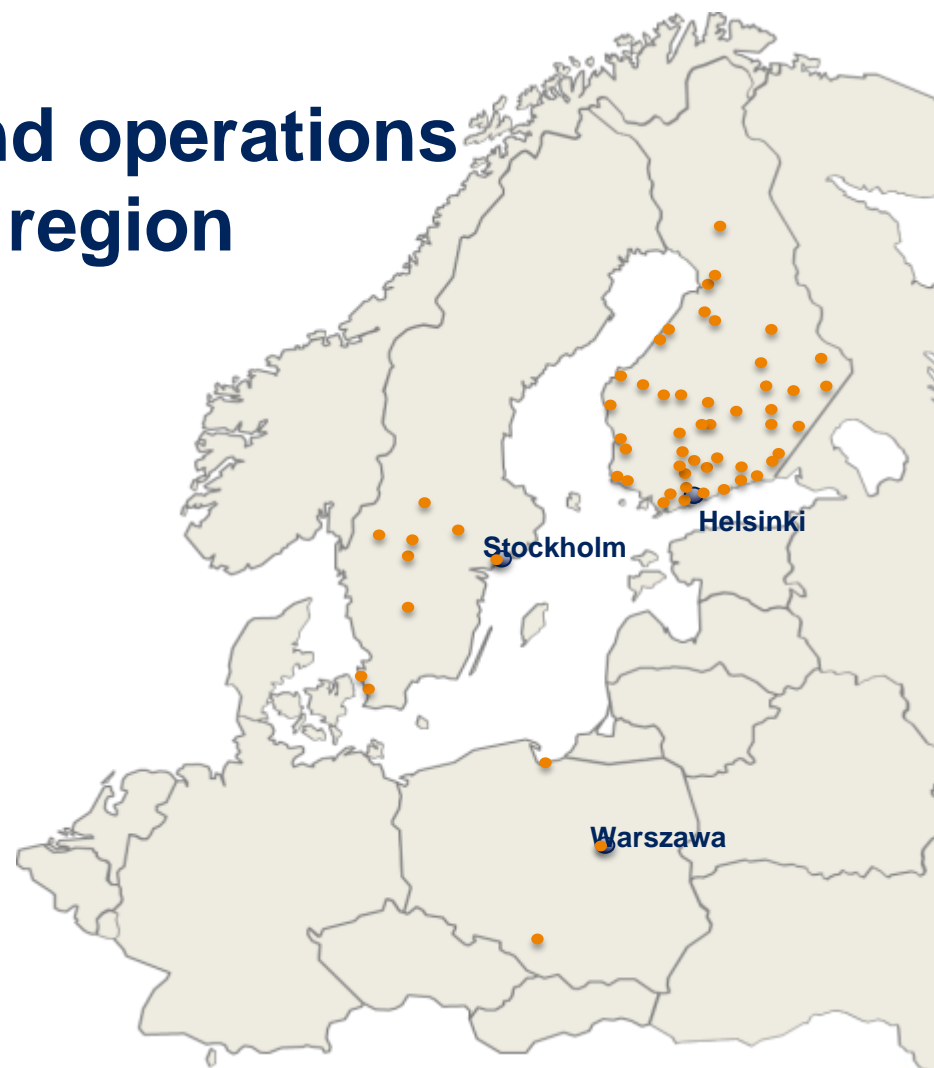 nd operations
region
Helsinki
Stockholm
Warszawa